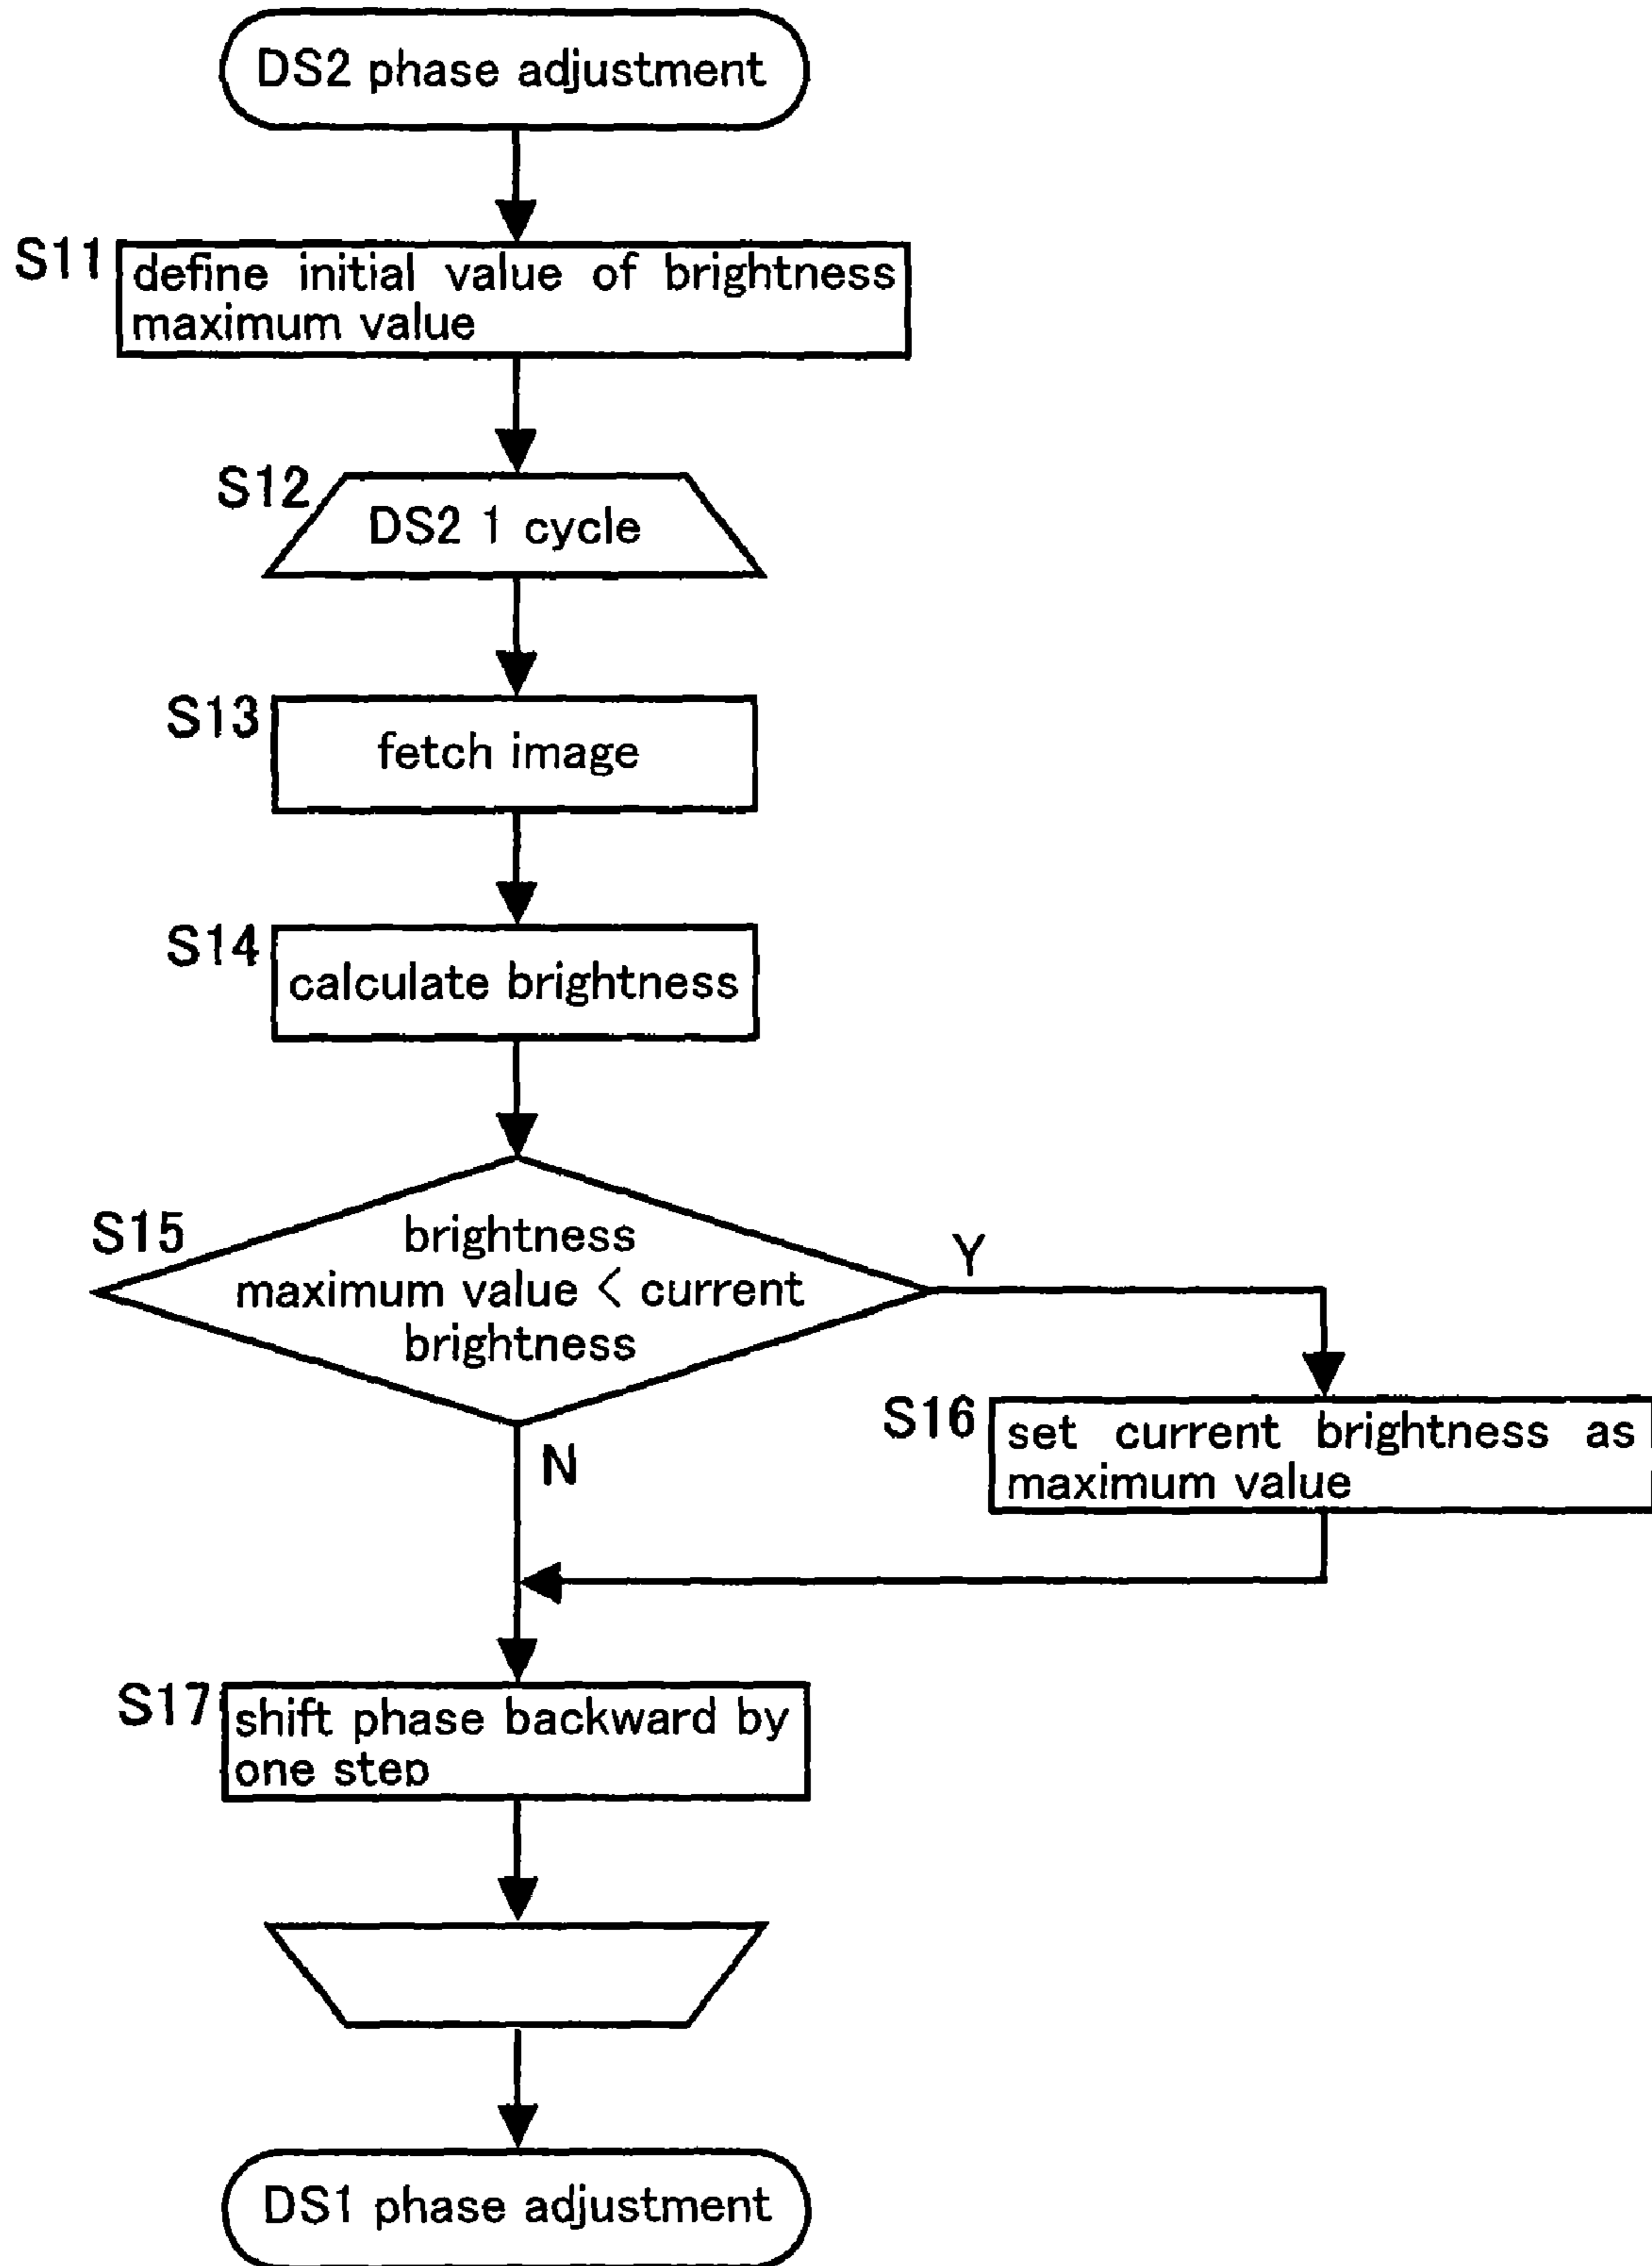 DS2 phase adjustment
S11
define initial value of brightness
maximum value
S12
DS2 1 cycle
S13
fetch image
S14
calculate brightness
S15
brightness
maximum value < current
brightness
Y
N
S16
set current brightness as
maximum value
S17
shift phase backward by
one step
DS1 phase adjustment